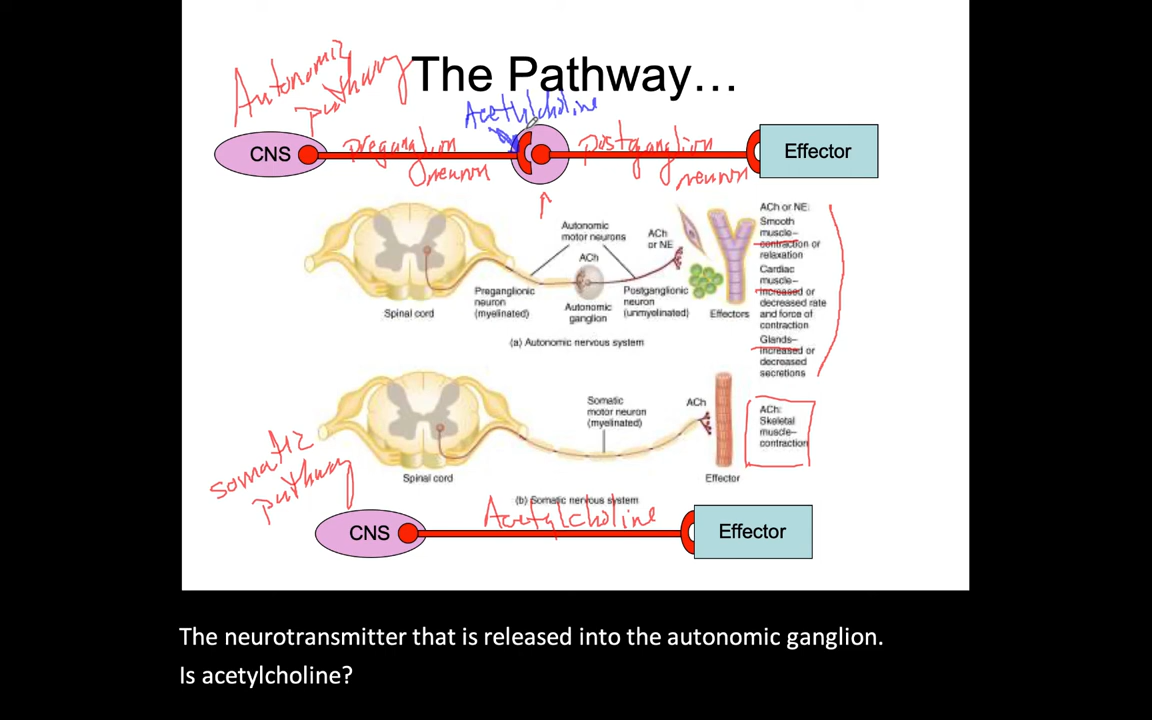 The Pathway…
Autonomic
pathway
Acetylcholine
CNS
preganglion
neuron
postganglion
neuron
Effector
Autonomic
motor neurons
ACh
or NE
ACh
Preganglionic
neuron
(myelinated)
Autonomic
ganglion
Postganglionic
neuron
(unmyelinated)
Spinal cord
Effectors
ACh or NE:
Smooth
muscle–
contraction or
relaxation
Cardiac
muscle–
increased or
decreased rate
and force of
contraction
Glands–
increased or
decreased
secretions
(a) Autonomic nervous system
Somatic
motor neuron
(myelinated)
ACh
ACh:
Skeletal
muscle–
contraction
somatic
pathway
Spinal cord
Effector
(b) Somatic nervous system
Acetylcholine
CNS
Effector
The neurotransmitter that is released into the autonomic ganglion.
Is acetylcholine?